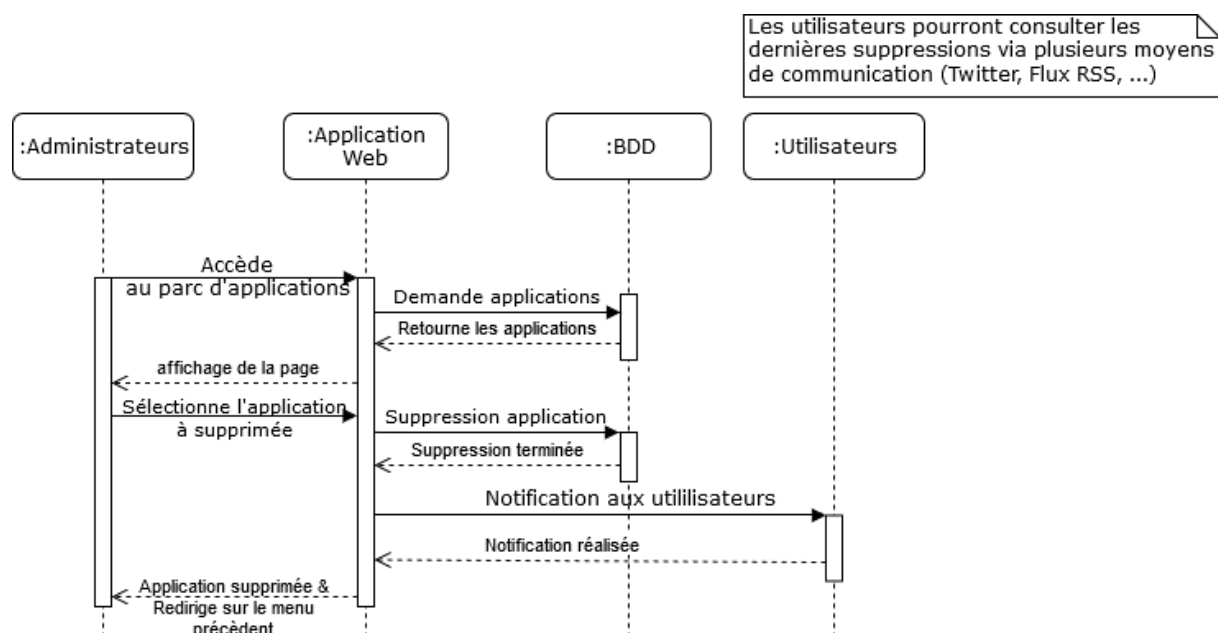 Les utilisateurs pourront consulter les
dernières suppressions via plusieurs moyens
de communication (Twitter, Flux RSS, ...)
:Administrateurs
:Application
Web
:BDD
:Utilisateurs
Accède
au parc d'applications
Demande applications
Retourne les applications
affichage de la page
Sélectionne l'application
à supprimée
Suppression application
Suppression terminée
Notification aux utililisateurs
Notification réalisée
Application supprimée &
Redirige sur le menu
précèdent